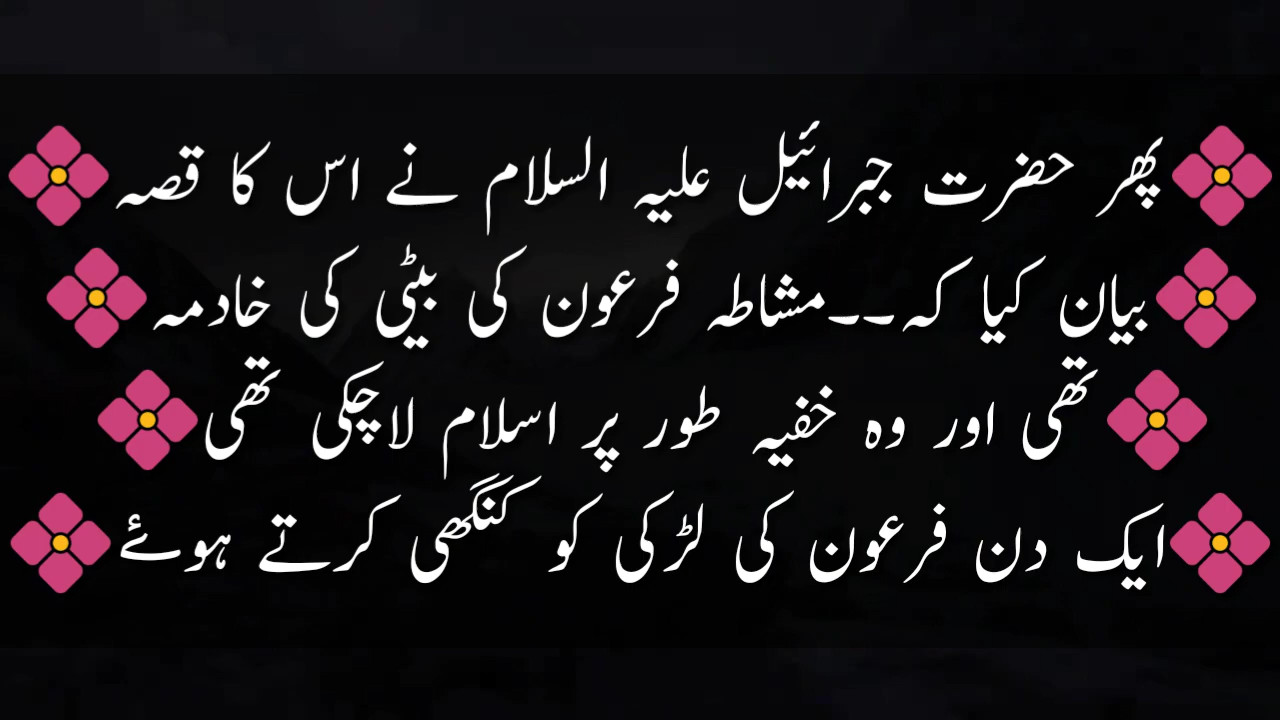 پھر حضرت جبرائیل علیہ السلام نے اس کا قصہ
بیان کیا کہ۔۔مشاطہ فرعون کی بیٹی کی خادمہ
تھی اور وہ خفیہ طور پر اسلام لاچکی تھی
ایک دن فرعون کی لڑکی کو کنگھی کرتے ہوئے